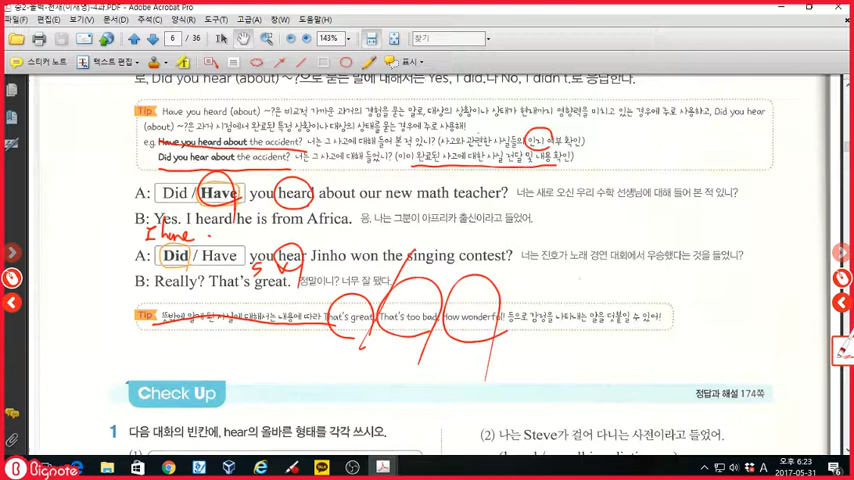 중2-올백-천재(이재영)-4과.PDF - Adobe Acrobat Pro
파일(F) 편집(E) 보기(V) 문서(D) 주석(C) 양식(R) 도구(T) 고급(A) 창(W) 도움말(H)
6 / 36 143% 찾기
스티커 노트 텍스트 편집 표시
로, Did you hear (about) ~?으로 묻는 말에 대해서는 Yes, I did.나 No, I didn't.로 응답한다.
Tip Have you heard (about) ~?은 비교적 가까운 과거의 경험을 묻는 말로, 대상의 상황이나 상태가 현재까지 영향력을 미치고 있는 경우에 주로 사용하고, Did you hear
(about) ~?은 과거 시점에서 완료된 특정 상황이나 대상의 상태를 묻는 경우에 주로 사용해!
e.g. Have you heard about the accident? 너는 그 사고에 대해 들어 본 적 있니? (사고와 관련한 사실들의 인지 여부 확인)
Did you hear about the accident? 너는 그 사고에 대해 들었니? (이미 완료된 사고에 대한 사실 전달 및 내용 확인)
A: Did / Have you heard about our new math teacher? 너는 새로 오신 우리 수학 선생님에 대해 들어 본 적 있니?
B: Yes. I heard he is from Africa. 응. 나는 그분이 아프리카 출신이라고 들었어.
I have .
A: Did / Have you hear Jinho won the singing contest? 너는 진호가 노래 경연 대회에서 우승했다는 것을 들었니?
B: Really? That's great. 정말이니? 너무 잘 됐다.
Tip 뜻밖에 알게 된 사실에 대해서는 내용에 따라 That's great. That's too bad. How wonderful! 등으로 감정을 나타내는 말을 덧붙일 수 있어!
Check Up 정답과 해설 174쪽
1 다음 대화의 빈칸에, hear의 올바른 형태를 각각 쓰시오. (2) 나는 Steve가 걸어 다니는 사전이라고 들었어.
Bignote
오후 6:23
2017-05-31